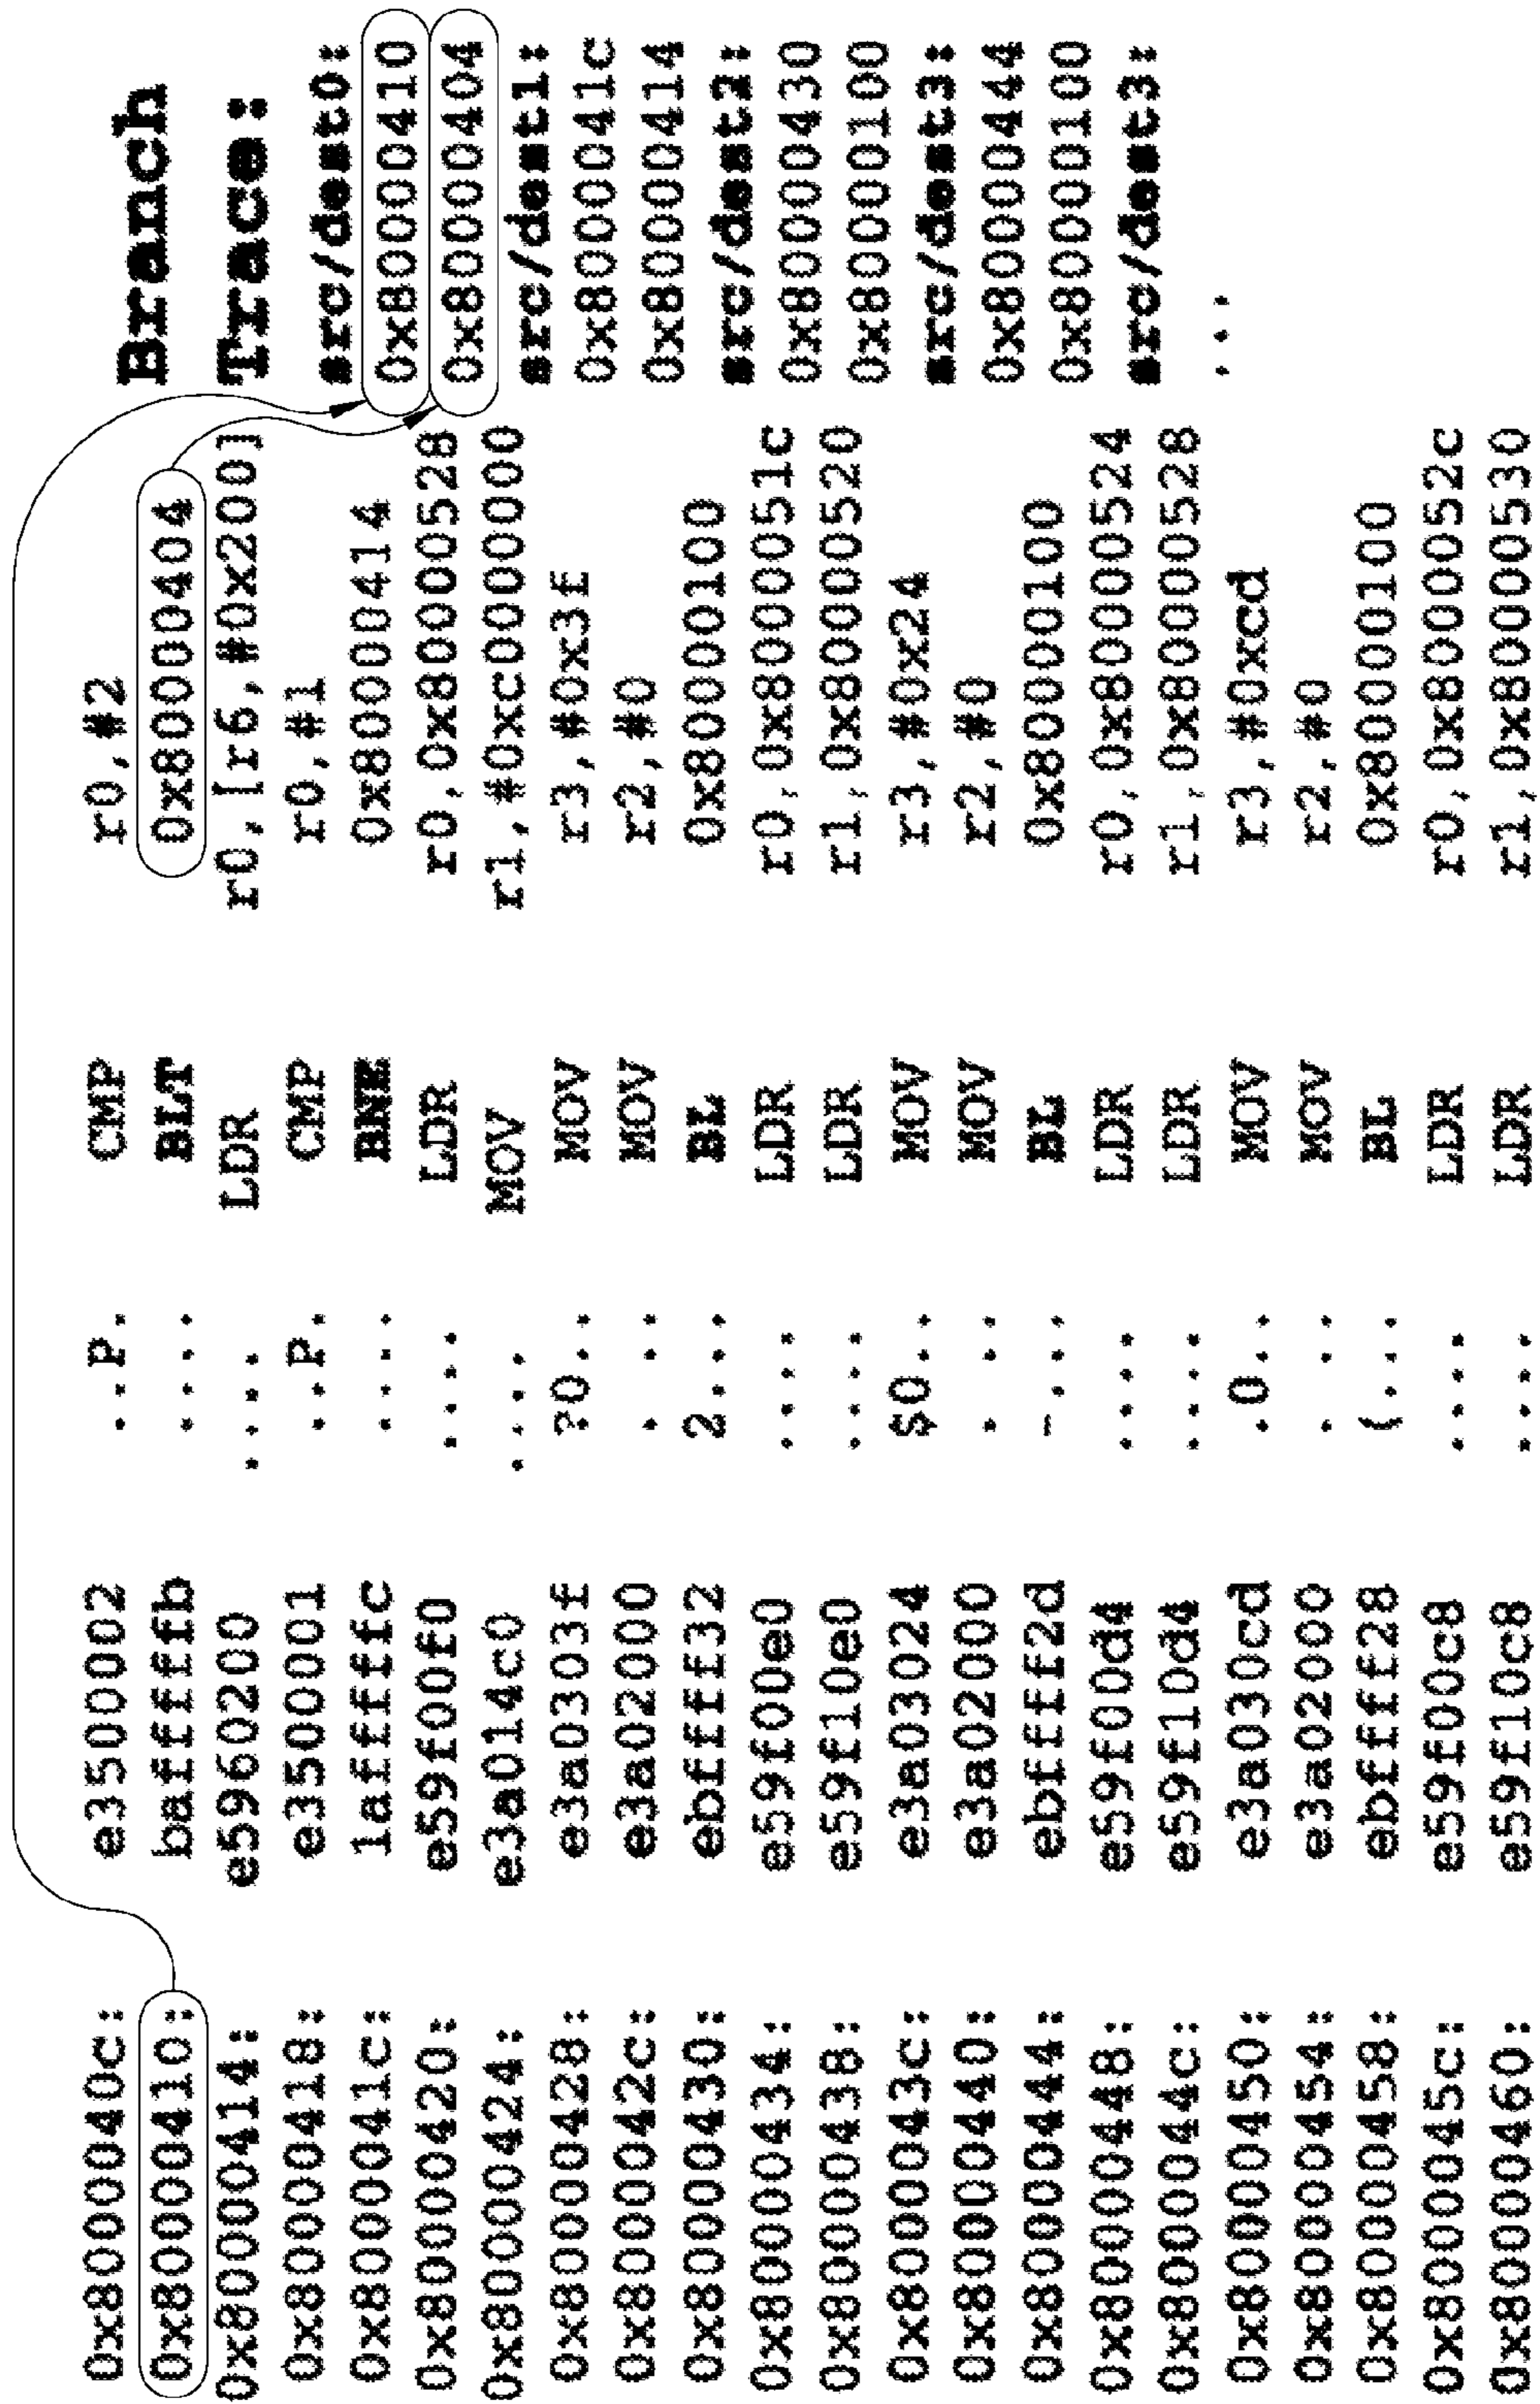 0x8000040c: e3500002 ..P. CMP r0,#2
0x80000410: bafffffb .... BLT 0x80000404
0x80000414: e5960200 .... LDR r0,[r6,#0x200]
0x80000418: e3500001 ..P. CMP r0,#1
0x8000041c: 1afffffc .... BNE 0x80000414
0x80000420: e59f00f0 .... LDR r0,0x80000528
0x80000424: e3a014c0 .... MOV r1,#0xc0000000
0x80000428: e3a0303f ?0.. MOV r3,#0x3f
0x8000042c: e3a02000 . .. MOV r2,#0
0x80000430: ebffff32 2... BL 0x80000100
0x80000434: e59f00e0 .... LDR r0,0x8000051c
0x80000438: e59f10e0 .... LDR r1,0x80000520
0x8000043c: e3a03024 $0.. MOV r3,#0x24
0x80000440: e3a02000 . .. MOV r2,#0
0x80000444: ebffff2d -... BL 0x80000100
0x80000448: e59f00d4 .... LDR r0,0x80000524
0x8000044c: e59f10d4 .... LDR r1,0x80000528
0x80000450: e3a030cd .0.. MOV r3,#0xcd
0x80000454: e3a02000 . .. MOV r2,#0
0x80000458: ebffff28 (... BL 0x80000100
0x8000045c: e59f00c8 .... LDR r0,0x8000052c
0x80000460: e59f10c8 .... LDR r1,0x80000530
Branch
Trace:
src/dest0:
0x80000410
0x80000404
src/dest1:
0x8000041c
0x80000414
src/dest2:
0x80000430
0x80000100
src/dest3:
0x80000444
0x80000100
src/dest3:
...